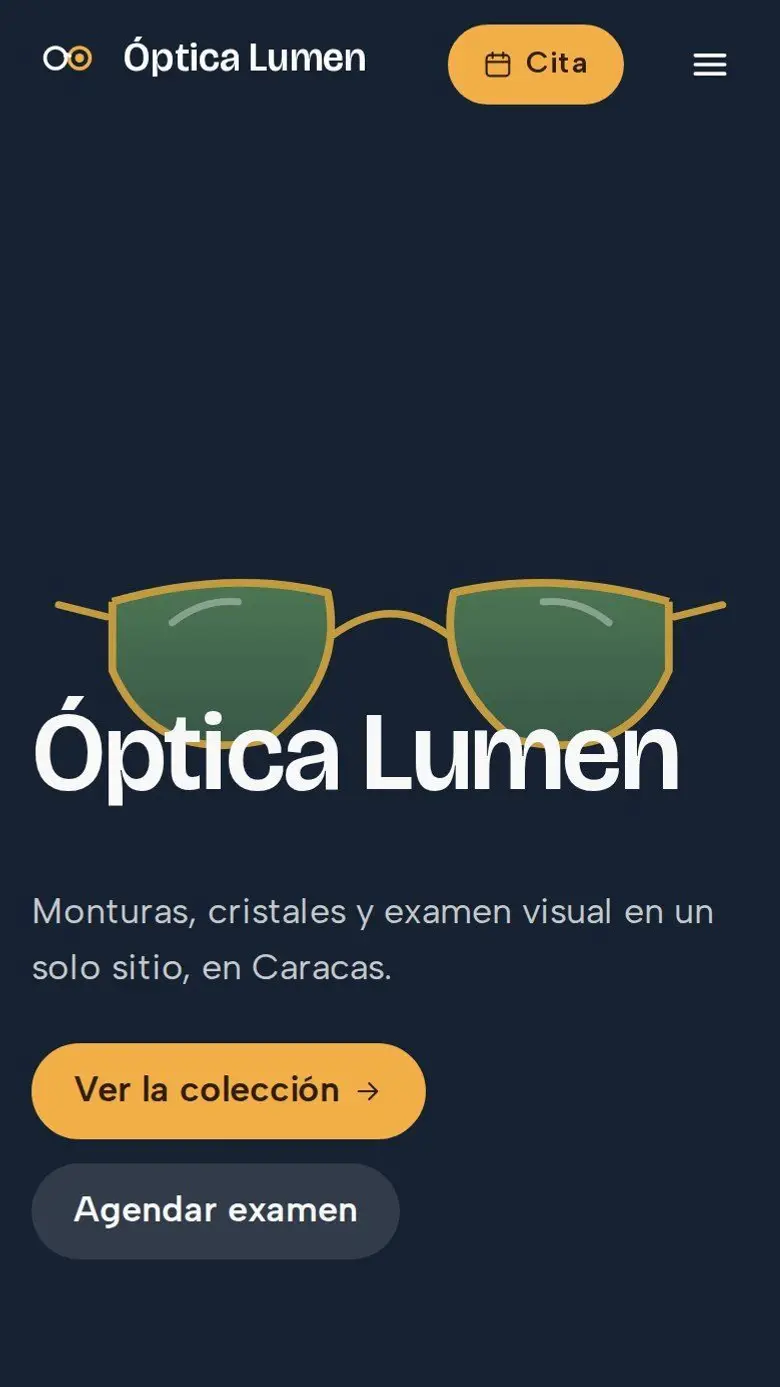 Óptica Lumen
Cita
Óptica Lumen
Monturas, cristales y examen visual en un
solo sitio, en Caracas.
Ver la colección →
Agendar examen